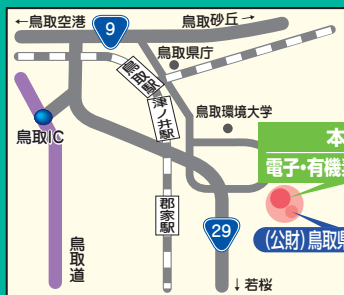 ←鳥取空港
9
鳥取砂丘→
鳥取県庁
鳥取駅
津ノ井駅
鳥取環境大学
鳥取IC
本
電子・有機
郡家駅
29
(公財)鳥取県
鳥取道
↓若桜